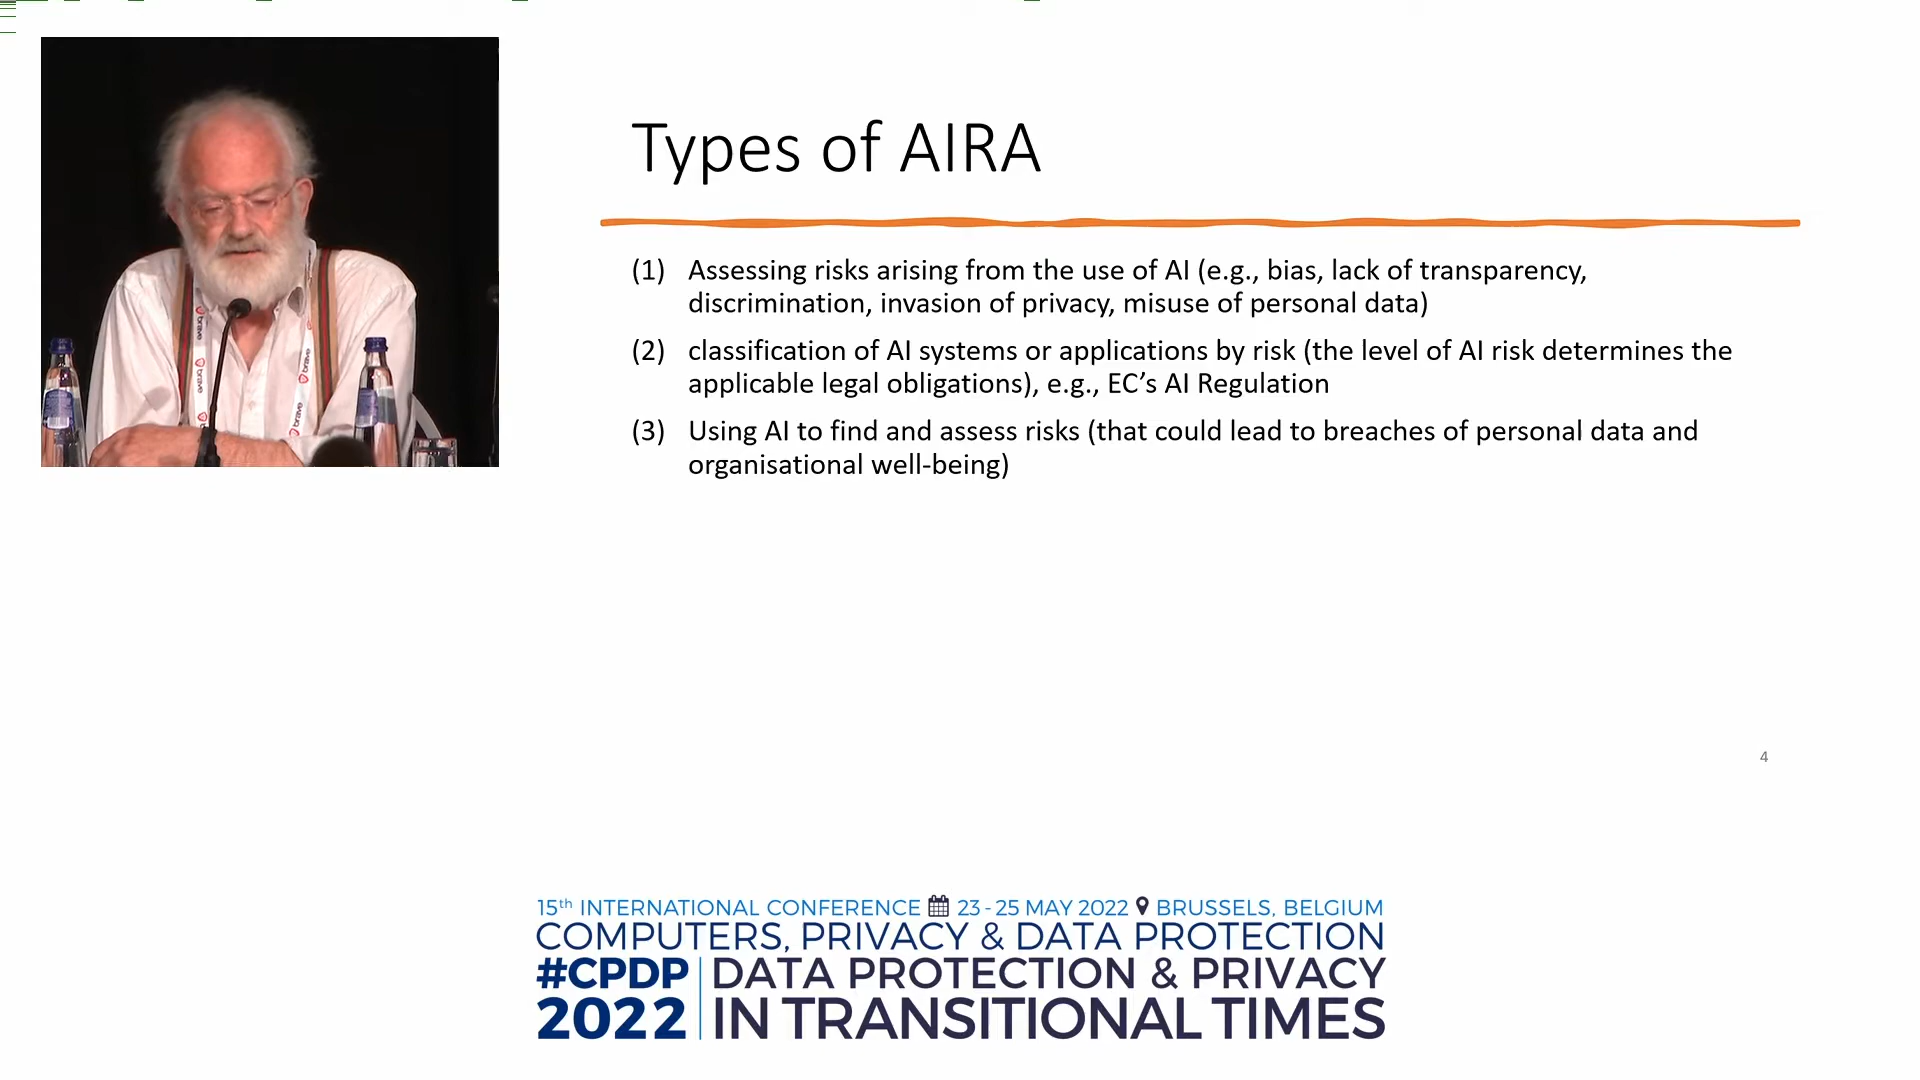 Types of AIRA
(1) Assessing risks arising from the use of AI (e.g., bias, lack of transparency,
discrimination, invasion of privacy, misuse of personal data)
(2) classification of AI systems or applications by risk (the level of AI risk determines the
applicable legal obligations), e.g., EC’s AI Regulation
(3) Using AI to find and assess risks (that could lead to breaches of personal data and
organisational well-being)
4
brave
brave
brave
brave
15th INTERNATIONAL CONFERENCE 23-25 MAY 2022 BRUSSELS, BELGIUM
COMPUTERS, PRIVACY & DATA PROTECTION
#CPDP DATA PROTECTION & PRIVACY
2022 IN TRANSITIONAL TIMES